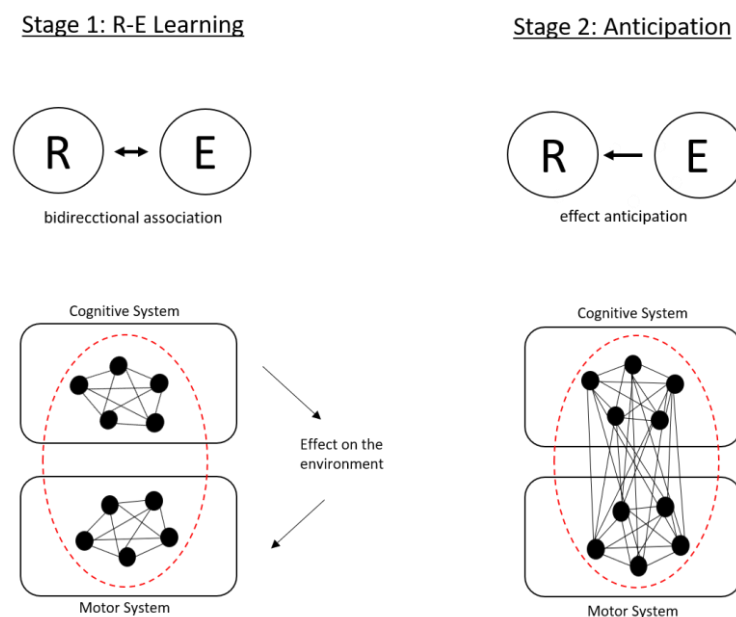 Stage 1: R-E Learning
R
E
bidirecctional association
Cognitive System
Effect on the
environment
Motor System
Stage 2: Anticipation
R
E
effect anticipation
Cognitive System
Motor System